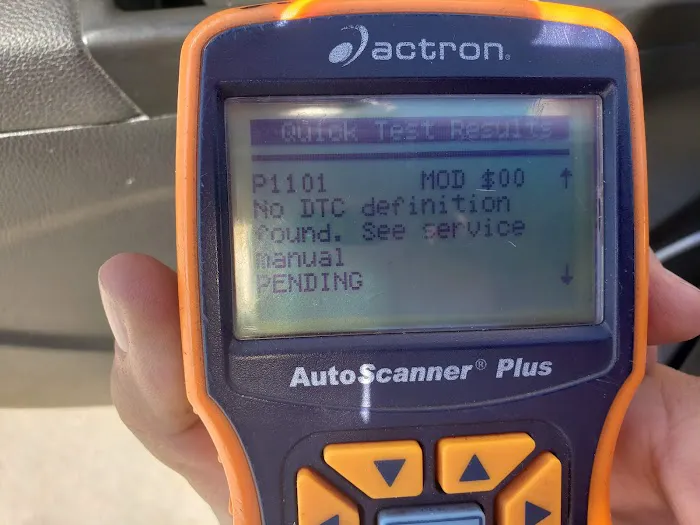 actron®
Quick Test Results
P1101 MOD $00 ↑
No DTC definition
found. See service
manual
PENDING ↓
AutoScanner® Plus